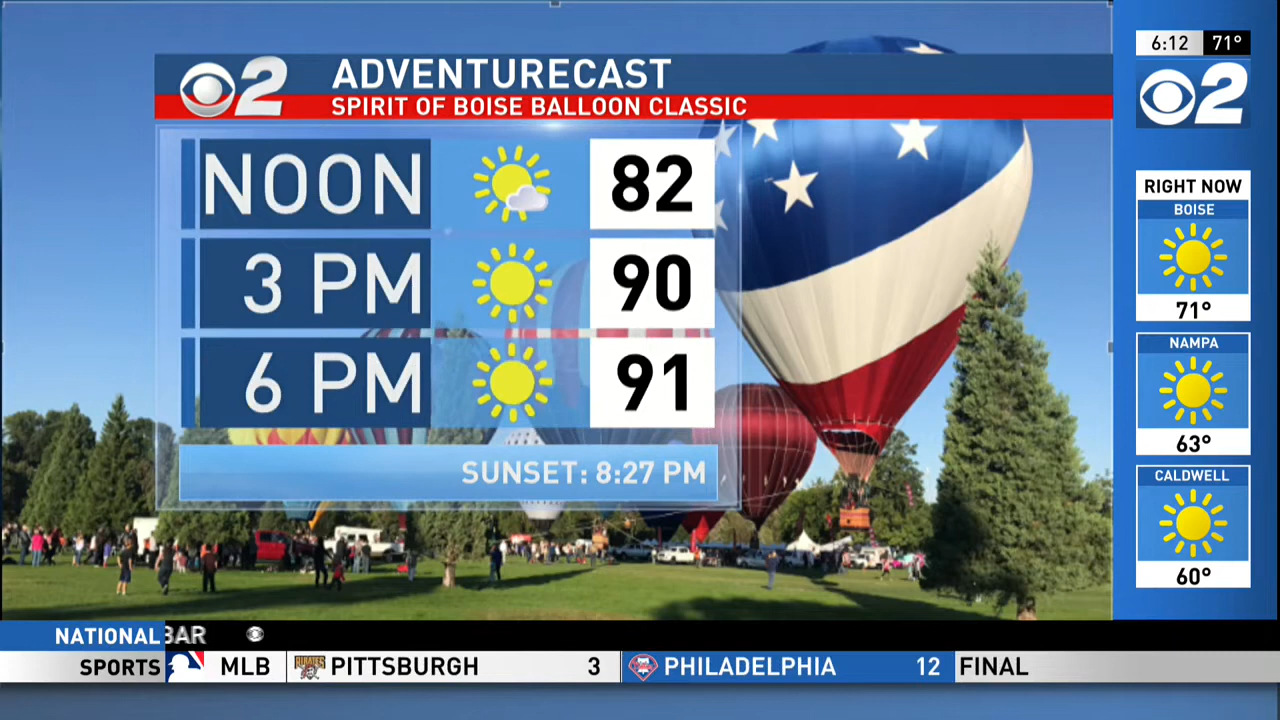 2 ADVENTURECAST
SPIRIT OF BOISE BALLOON CLASSIC
NOON 82
3 PM 90
6 PM 91
SUNSET: 8:27 PM
6:12 71°
2
RIGHT NOW
BOISE
71°
NAMPA
63°
CALDWELL
60°
NATIONAL BAR
SPORTS MLB PIRATES PITTSBURGH 3 PHILADELPHIA 12 FINAL